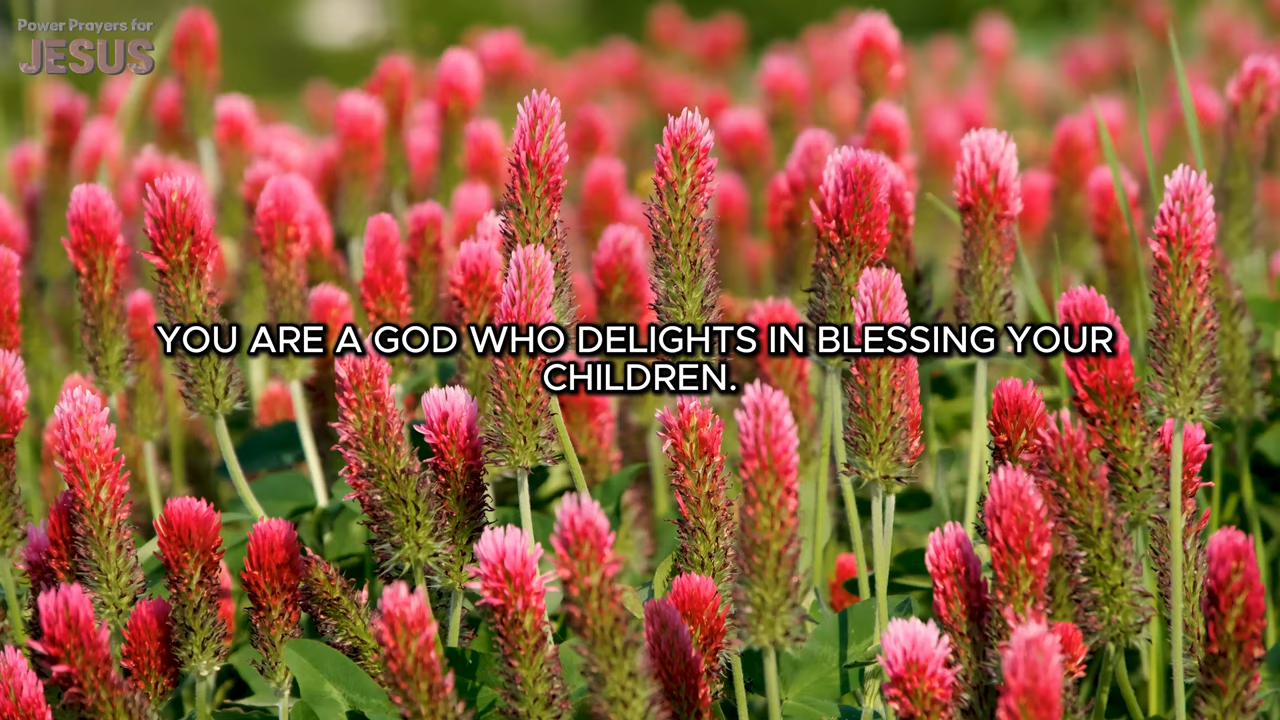 Power Prayers for
JESUS
YOU ARE A GOD WHO DELIGHTS IN BLESSING YOUR
CHILDREN.